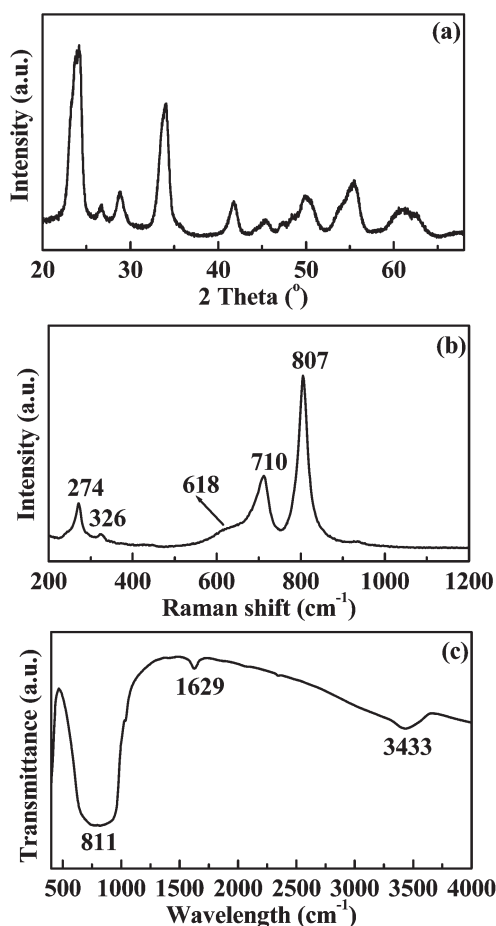 (a)
Intensity (a.u.)
20 30 40 50 60
2 Theta (°)
(b)
807
710
618
274
326
Intensity (a.u.)
200 400 600 800 1000 1200
Raman shift (cm⁻¹)
(c)
1629
3433
811
Transmittance (a.u.)
500 1000 1500 2000 2500 3000 3500 4000
Wavelength (cm⁻¹)